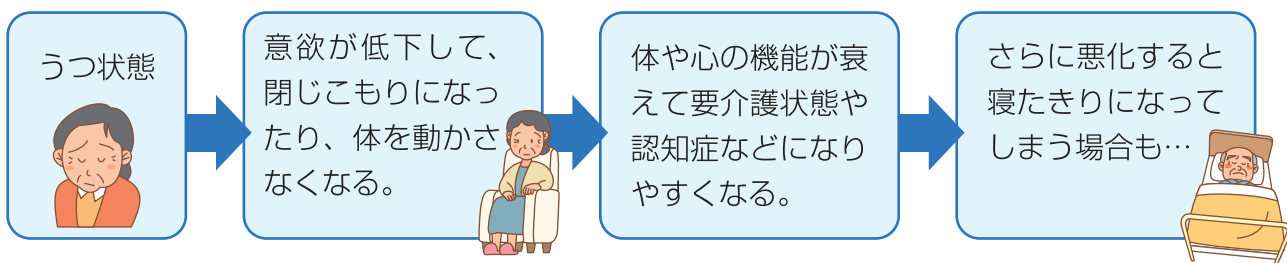 うつ状態
意欲が低下して、
閉じこもりになっ
たり、体を動かさ
なくなる。
体や心の機能が衰
えて要介護状態や
認知症などになり
やすくなる。
さらに悪化すると
寝たきりになって
しまう場合も…